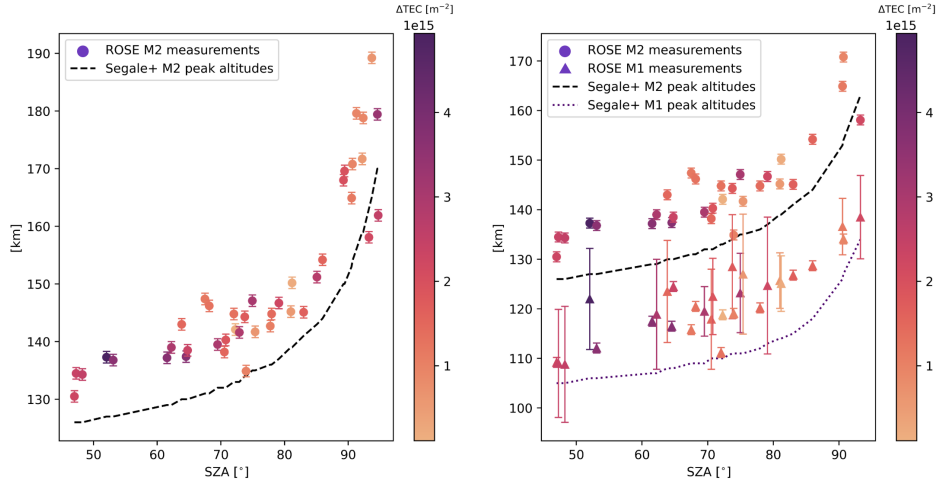 ΔTEC [m⁻²]
1e15
ROSE M2 measurements
Segale+ M2 peak altitudes
190
180
170
160
150
140
130
[km]
50 60 70 80 90
SZA [°]
4
3
2
1
ΔTEC [m⁻²]
1e15
ROSE M2 measurements
ROSE M1 measurements
Segale+ M2 peak altitudes
Segale+ M1 peak altitudes
170
160
150
140
130
120
110
100
[km]
50 60 70 80 90
SZA [°]
4
3
2
1